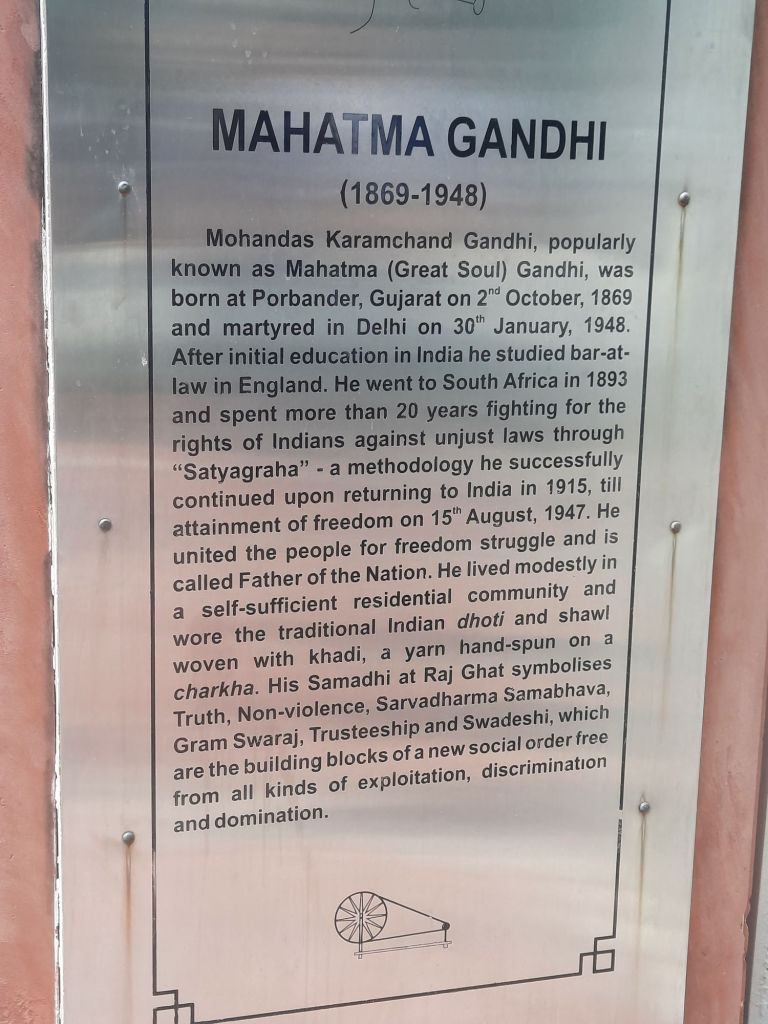 MAHATMA GANDHI
(1869-1948)
Mohandas Karamchand Gandhi, popularly
known as Mahatma (Great Soul) Gandhi, was
born at Porbander, Gujarat on 2nd October, 1869
and martyred in Delhi on 30th January, 1948.
After initial education in India he studied bar-at-
law in England. He went to South Africa in 1893
and spent more than 20 years fighting for the
rights of Indians against unjust laws through
“Satyagraha” - a methodology he successfully
continued upon returning to India in 1915, till
attainment of freedom on 15th August, 1947. He
united the people for freedom struggle and is
called Father of the Nation. He lived modestly in
a self-sufficient residential community and
wore the traditional Indian dhoti and shawl
woven with khadi, a yarn hand-spun on a
charkha. His Samadhi at Raj Ghat symbolises
Truth, Non-violence, Sarvadharma Samabhava,
Gram Swaraj, Trusteeship and Swadeshi, which
are the building blocks of a new social order free
from all kinds of exploitation, discrimination
and domination.